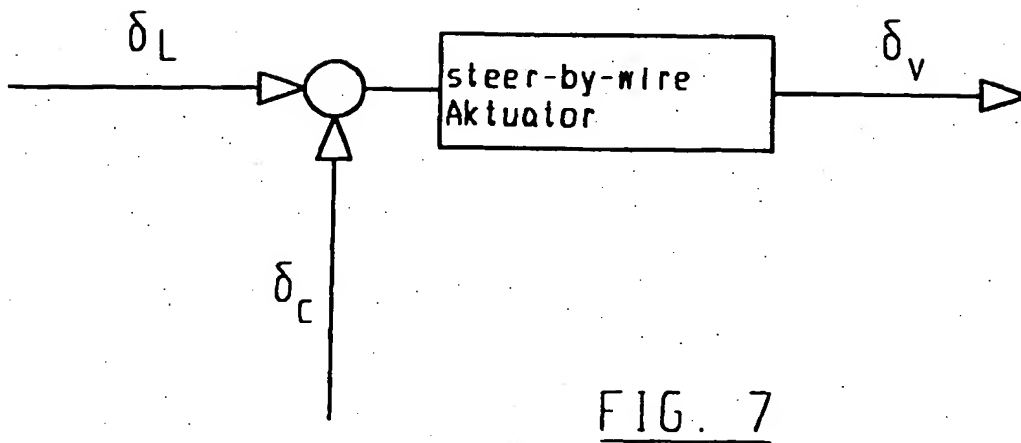 δL
steer-by-wire
Aktuator
δv
δC
FIG. 7